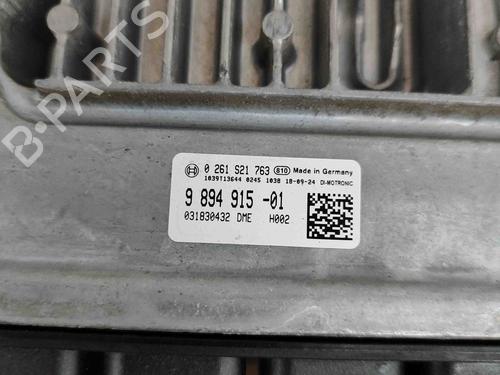 0 261 S21 763 810 Made in Germany
1039T13644 0245 1038 18-09-24 DI-MOTRONIC
9 894 915 -01
031830432 DME H002
B-PARTS